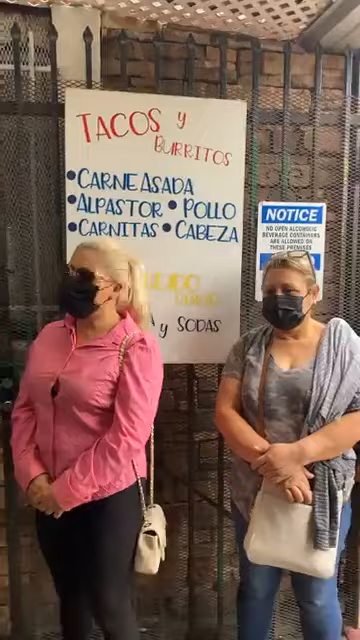 TACOS y
BURRITOS
• CARNE ASADA
• ALPASTOR • POLLO
• CARNITAS • CABEZA
y SODAS
NOTICE
NO OPEN ALCOHOLIC
BEVERAGE CONTAINERS
ARE ALLOWED ON
THESE PREMISES